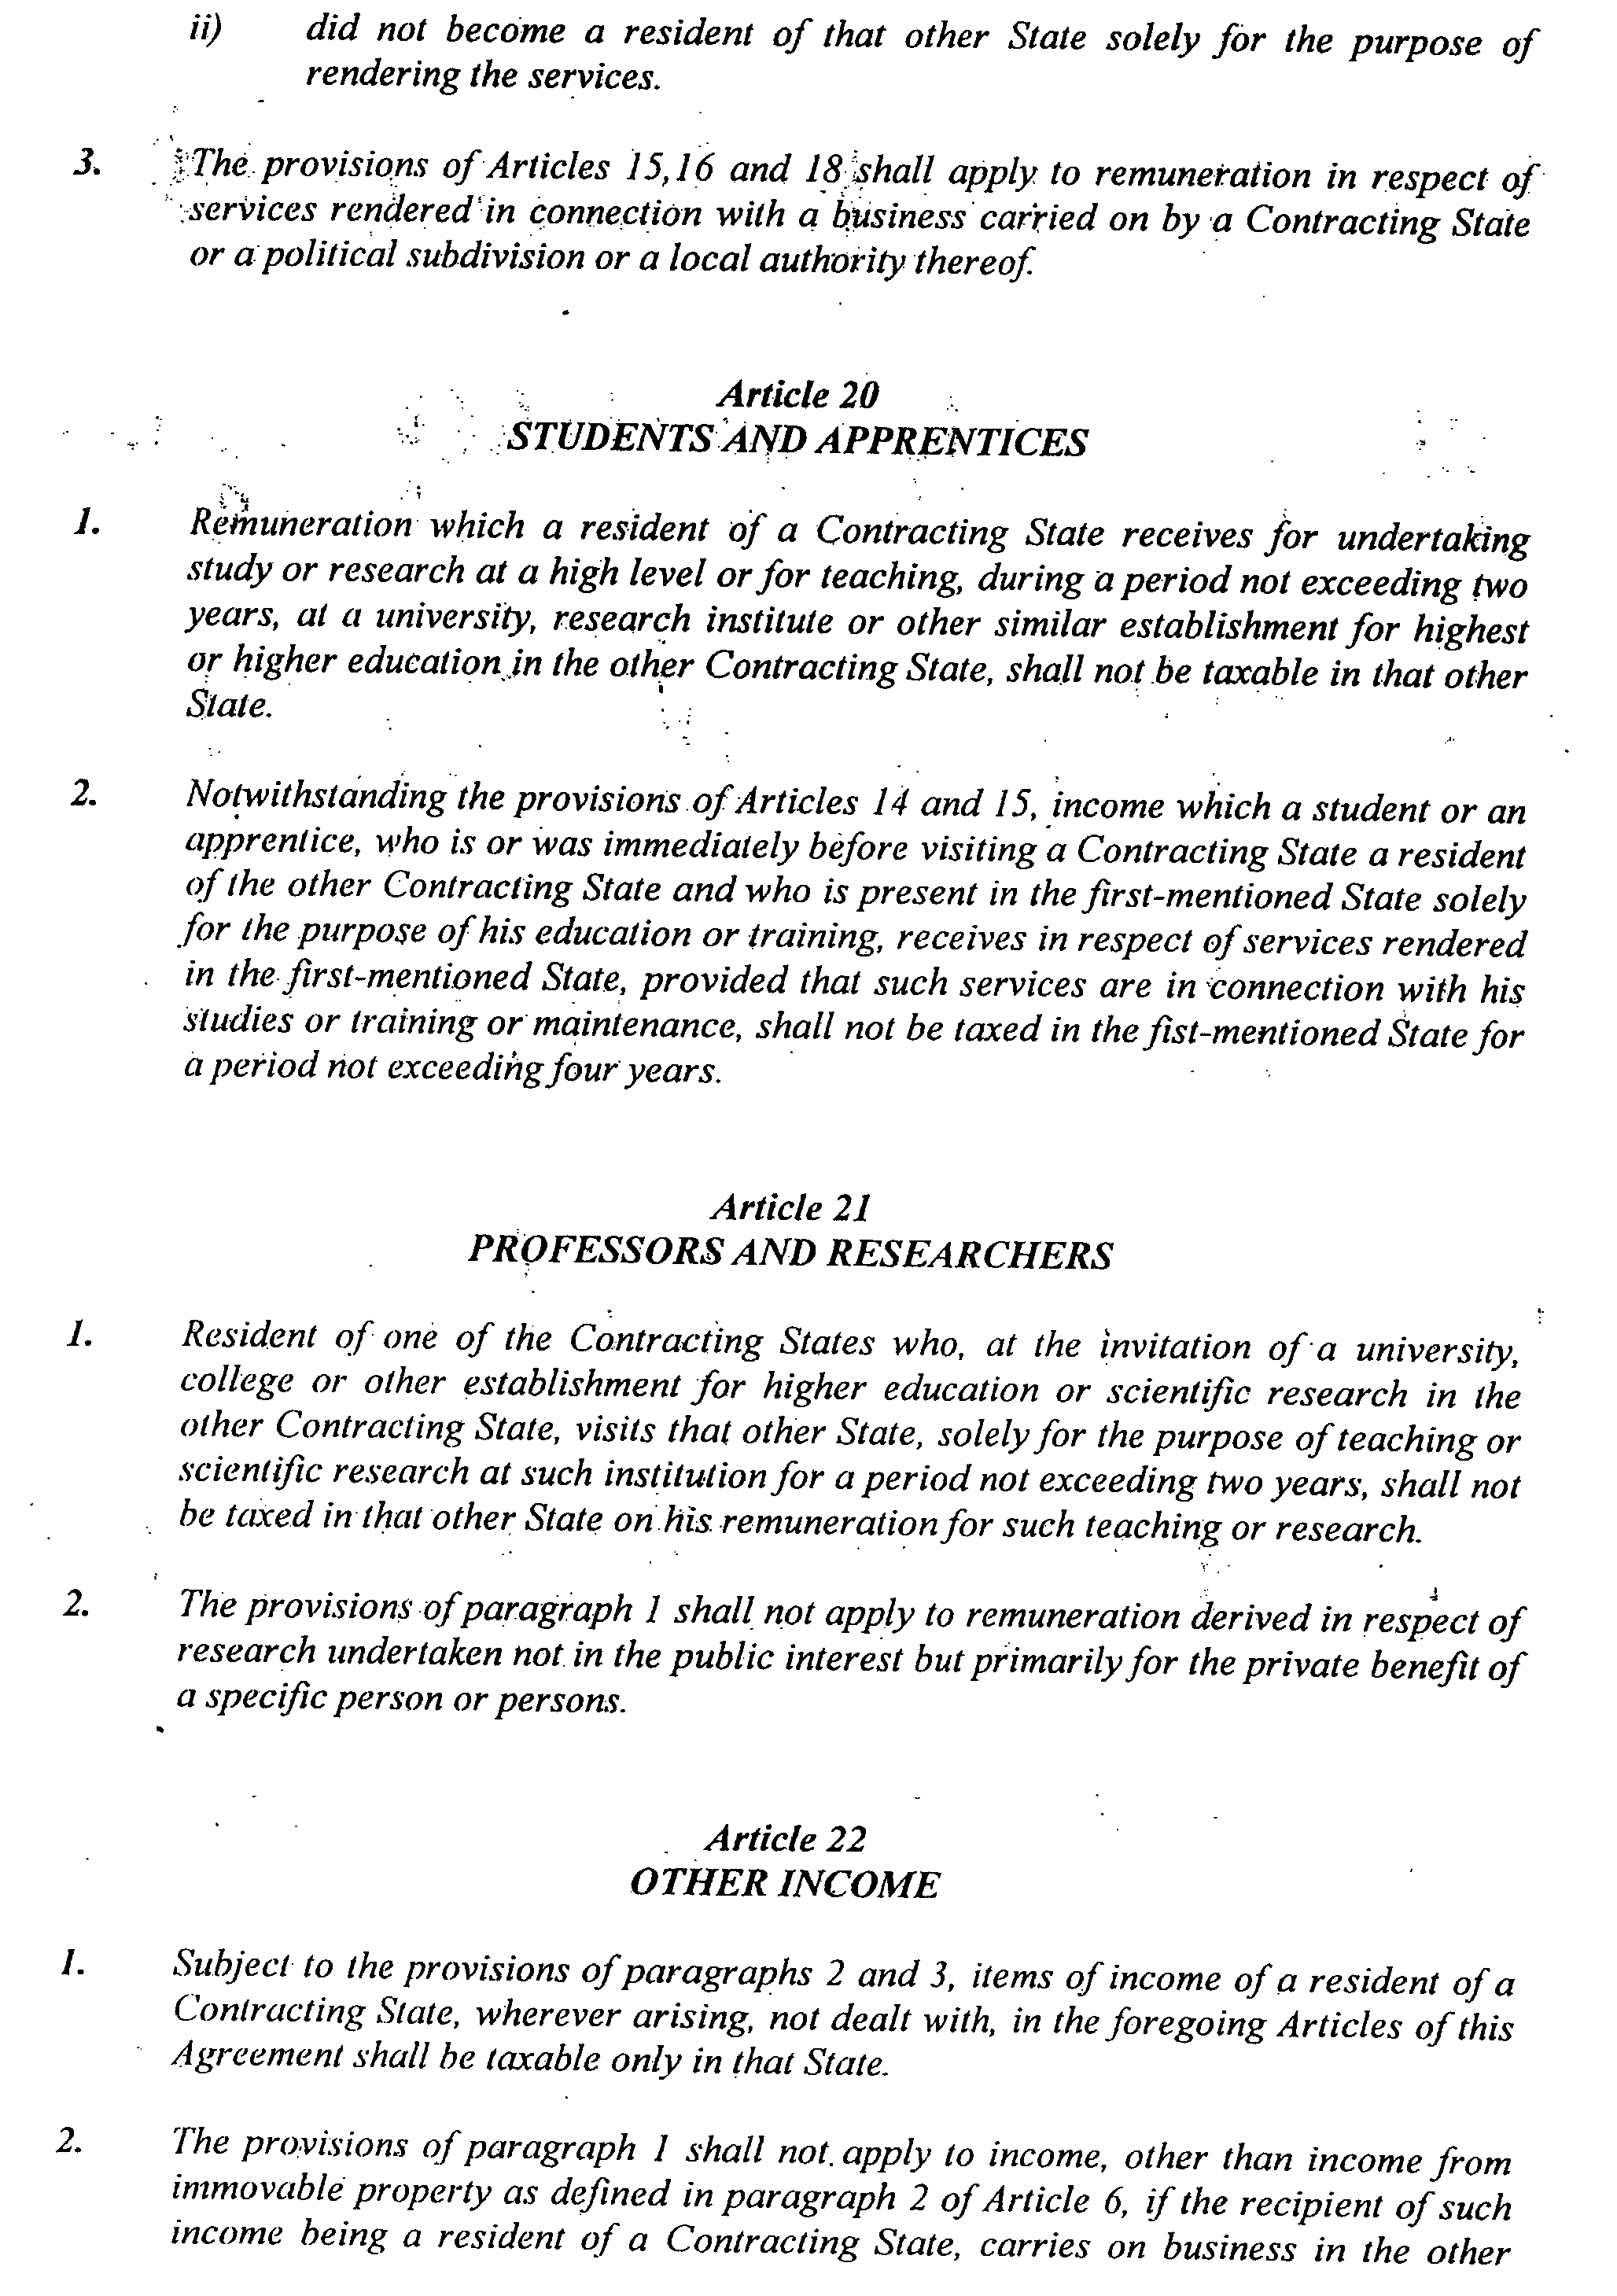 ii) did not become a resident of that other State solely for the purpose of
rendering the services.
3. The provisions of Articles 15,16 and 18 shall apply to remuneration in respect of
services rendered in connection with a business carried on by a Contracting State
or a political subdivision or a local authority thereof.
Article 20
STUDENTS AND APPRENTICES
1. Remuneration which a resident of a Contracting State receives for undertaking
study or research at a high level or for teaching, during a period not exceeding two
years, at a university, research institute or other similar establishment for highest
or higher education in the other Contracting State, shall not be taxable in that other
State.
2. Notwithstanding the provisions of Articles 14 and 15, income which a student or an
apprentice, who is or was immediately before visiting a Contracting State a resident
of the other Contracting State and who is present in the first-mentioned State solely
for the purpose of his education or training, receives in respect of services rendered
in the first-mentioned State, provided that such services are in connection with his
studies or training or maintenance, shall not be taxed in the fist-mentioned State for
a period not exceeding four years.
Article 21
PROFESSORS AND RESEARCHERS
1. Resident of one of the Contracting States who, at the invitation of a university,
college or other establishment for higher education or scientific research in the
other Contracting State, visits that other State, solely for the purpose of teaching or
scientific research at such institution for a period not exceeding two years, shall not
be taxed in that other State on his remuneration for such teaching or research.
2. The provisions of paragraph 1 shall not apply to remuneration derived in respect of
research undertaken not in the public interest but primarily for the private benefit of
a specific person or persons.
Article 22
OTHER INCOME
1. Subject to the provisions of paragraphs 2 and 3, items of income of a resident of a
Contracting State, wherever arising, not dealt with, in the foregoing Articles of this
Agreement shall be taxable only in that State.
2. The provisions of paragraph 1 shall not apply to income, other than income from
immovable property as defined in paragraph 2 of Article 6, if the recipient of such
income being a resident of a Contracting State, carries on business in the other